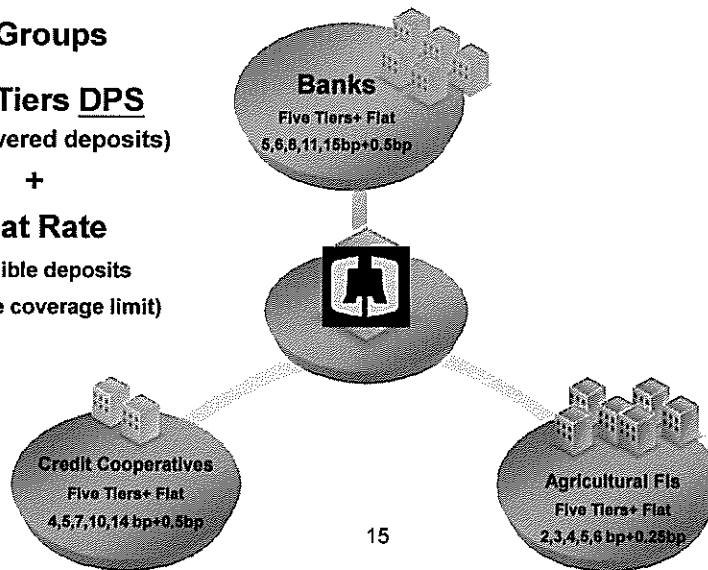 Groups
Tiers DPS
vered deposits)
+
at Rate
ible deposits
e coverage limit)
Banks
Five Tiers+ Flat
5,6,8,11,15bp+0.5bp
Credit Cooperatives
Five Tiers+ Flat
4,5,7,10,14 bp+0.5bp
Agricultural FIs
Five Tiers+ Flat
2,3,4,5,6 bp+0.25bp
15